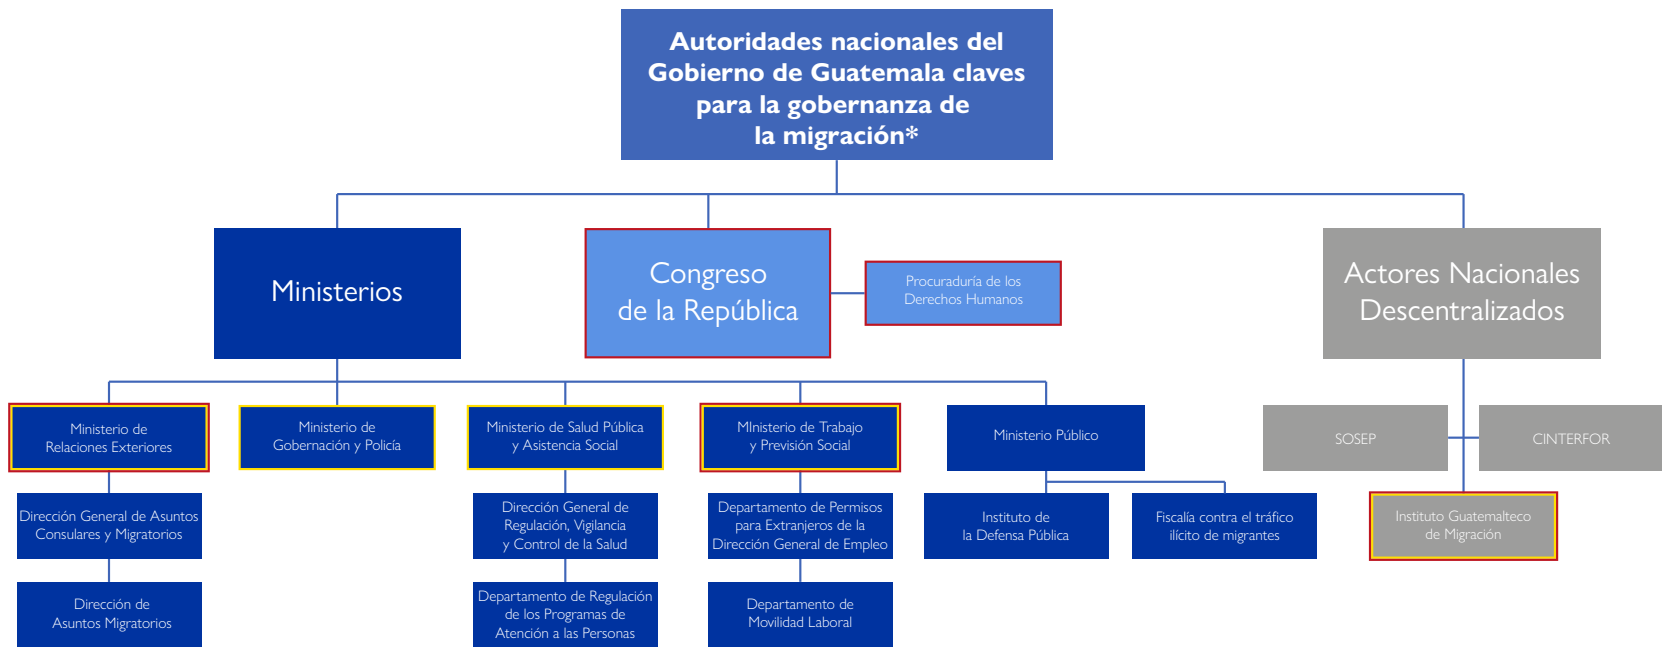 Autoridades nacionales del
Gobierno de Guatemala claves
para la gobernanza de
la migración*
Ministerios
Congreso
de la República
Procuraduría de los
Derechos Humanos
Actores Nacionales
Descentralizados
Ministerio de
Relaciones Exteriores
Ministerio de
Gobernación y Policía
Ministerio de Salud Pública
y Asistencia Social
MInisterio de Trabajo
y Previsión Social
Ministerio Público
SOSEP
CINTERFOR
Dirección General de Asuntos
Consulares y Migratorios
Dirección General de
Regulación, Vigilancia
y Control de la Salud
Departamento de Permisos
para Extranjeros de la
Dirección General de Empleo
Instituto de
la Defensa Pública
Fiscalía contra el tráfico
ilícito de migrantes
Instituto Guatemalteco
de Migración
Dirección de
Asuntos Migratorios
Departamento de Regulación
de los Programas de
Atención a las Personas
Departamento de
Movilidad Laboral